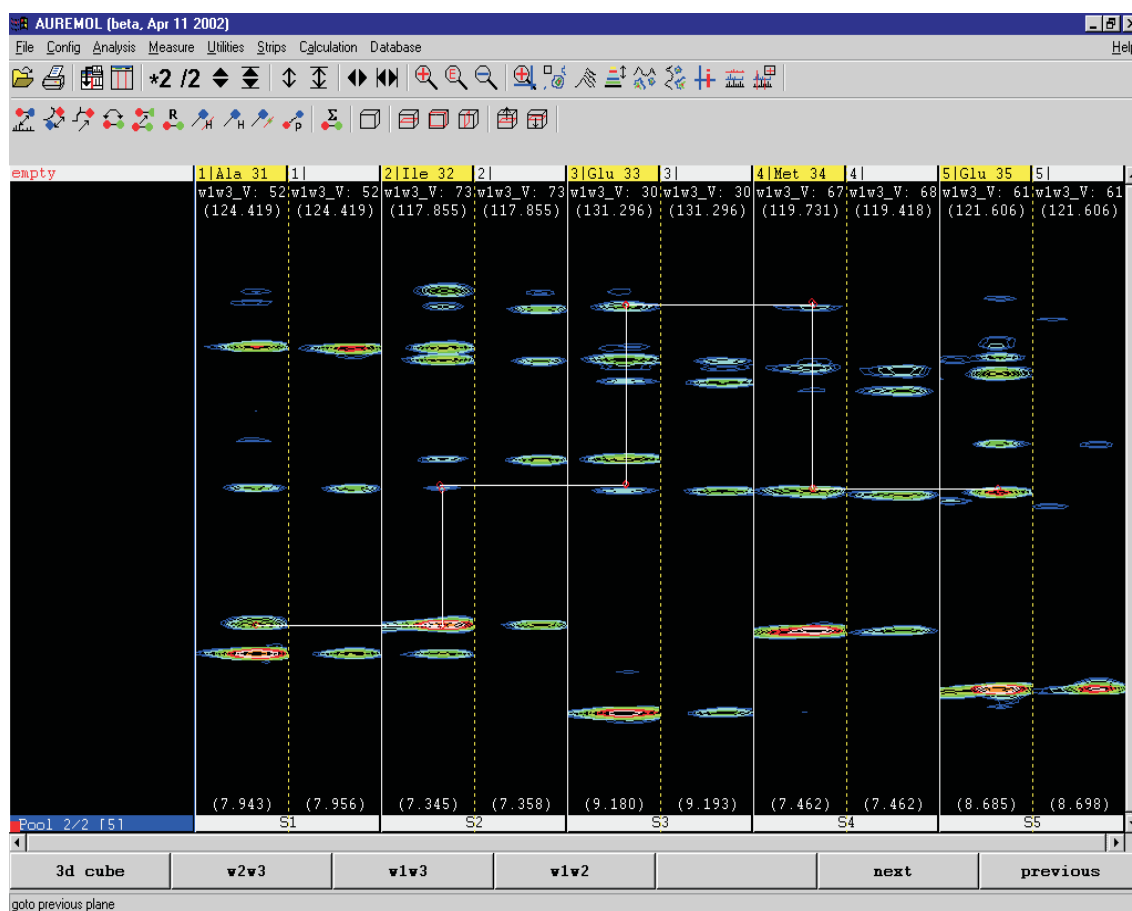 AUREMOL (beta, Apr 11 2002)
File Config Analysis Measure Utilities Strips Calculation Database Help
*2 /2
R H H P Σ
empty 1|Ala 31 1| 2|Ile 32 2| 3|Glu 33 3| 4|Met 34 4| 5|Glu 35 5|
w1w3_V: 52 w1w3_V: 52 w1w3_V: 73 w1w3_V: 73 w1w3_V: 30 w1w3_V: 30 w1w3_V: 67 w1w3_V: 68 w1w3_V: 61 w1w3_V: 61
(124.419) (124.419) (117.855) (117.855) (131.296) (131.296) (119.731) (119.418) (121.606) (121.606)
(7.943) (7.956) (7.345) (7.358) (9.180) (9.193) (7.462) (7.462) (8.685) (8.698)
Pool 2/2 [5] S1 S2 S3 S4 S5
3d cube w2w3 w1w3 w1w2 next previous
goto previous plane